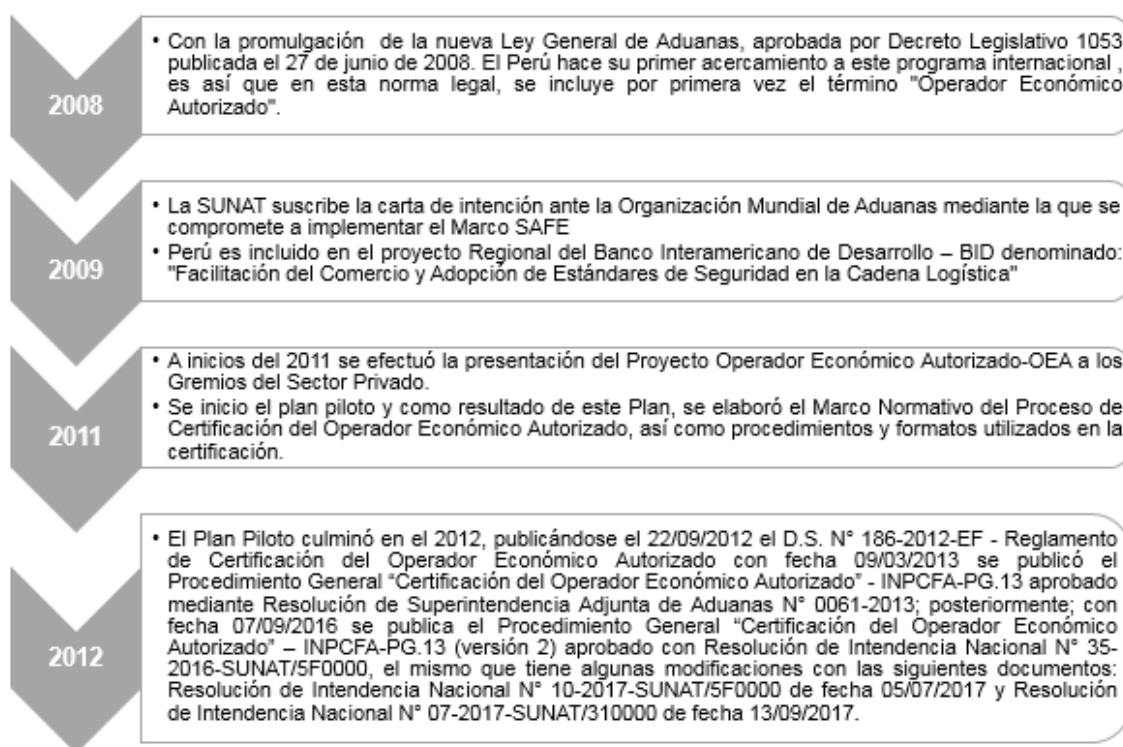 2008
• Con la promulgación de la nueva Ley General de Aduanas, aprobada por Decreto Legislativo 1053
publicada el 27 de junio de 2008. El Perú hace su primer acercamiento a este programa internacional ,
es así que en esta norma legal, se incluye por primera vez el término "Operador Económico
Autorizado".
2009
• La SUNAT suscribe la carta de intención ante la Organización Mundial de Aduanas mediante la que se
compromete a implementar el Marco SAFE
• Perú es incluido en el proyecto Regional del Banco Interamericano de Desarrollo – BID denominado:
"Facilitación del Comercio y Adopción de Estándares de Seguridad en la Cadena Logística"
2011
• A inicios del 2011 se efectuó la presentación del Proyecto Operador Económico Autorizado-OEA a los
Gremios del Sector Privado.
• Se inicio el plan piloto y como resultado de este Plan, se elaboró el Marco Normativo del Proceso de
Certificación del Operador Económico Autorizado, así como procedimientos y formatos utilizados en la
certificación.
2012
• El Plan Piloto culminó en el 2012, publicándose el 22/09/2012 el D.S. N° 186-2012-EF - Reglamento
de Certificación del Operador Económico Autorizado con fecha 09/03/2013 se publicó el
Procedimiento General “Certificación del Operador Económico Autorizado” - INPCFA-PG.13 aprobado
mediante Resolución de Superintendencia Adjunta de Aduanas N° 0061-2013; posteriormente; con
fecha 07/09/2016 se publica el Procedimiento General “Certificación del Operador Económico
Autorizado” – INPCFA-PG.13 (versión 2) aprobado con Resolución de Intendencia Nacional N° 35-
2016-SUNAT/5F0000, el mismo que tiene algunas modificaciones con las siguientes documentos:
Resolución de Intendencia Nacional N° 10-2017-SUNAT/5F0000 de fecha 05/07/2017 y Resolución
de Intendencia Nacional N° 07-2017-SUNAT/310000 de fecha 13/09/2017.